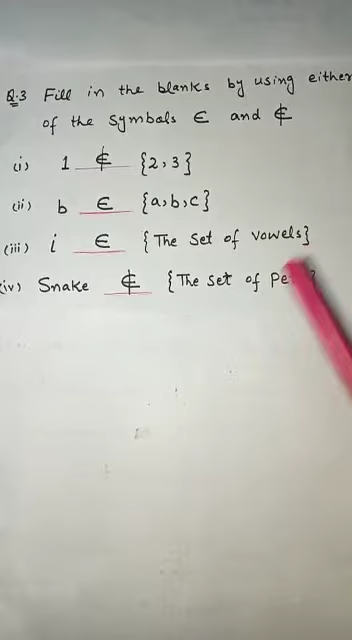 Q.3 Fill in the blanks by using either
of the symbols ∈ and ∉
(i) 1 ∉ {2,3}
(ii) b ∈ {a,b,c}
(iii) i ∈ {The set of vowels}
(iv) Snake ∉ {The set of